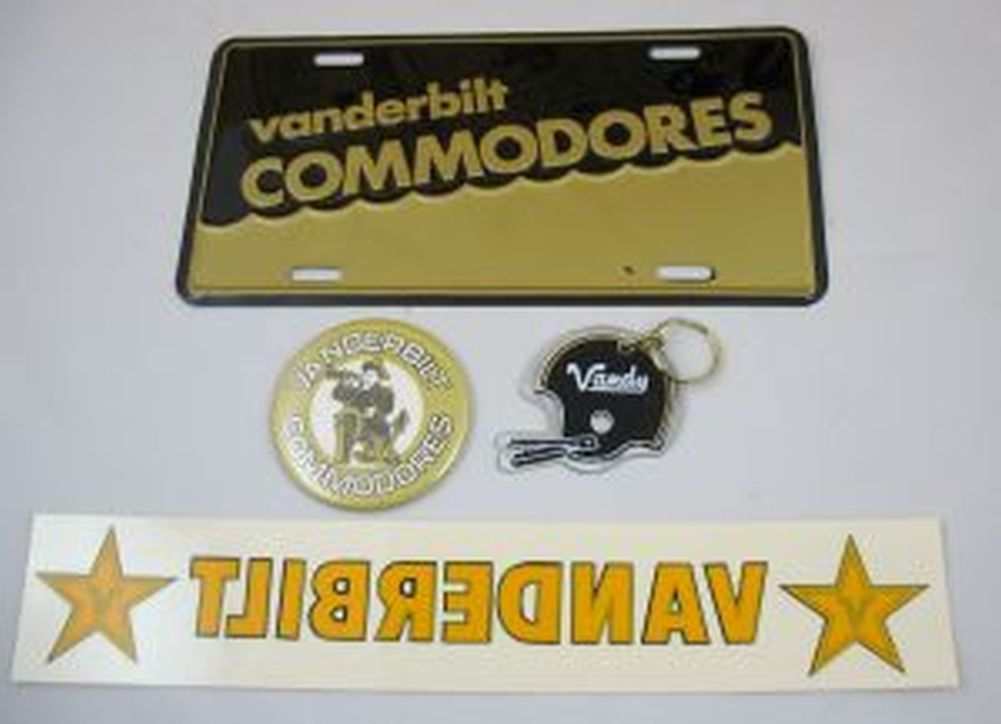 vanderbilt
COMMODORES
VANDERBILT
COMMODORES
Vandy
VANDERBILT